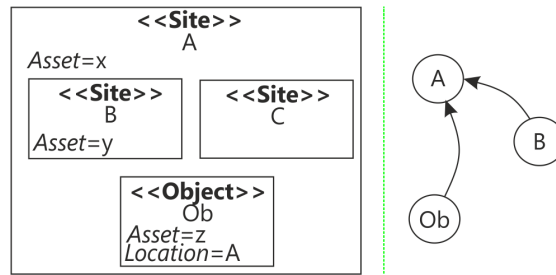 <<Site>>
A
Asset=x
<<Site>>
B
Asset=y
<<Site>>
C
<<Object>>
Ob
Asset=z
Location=A
A
B
Ob